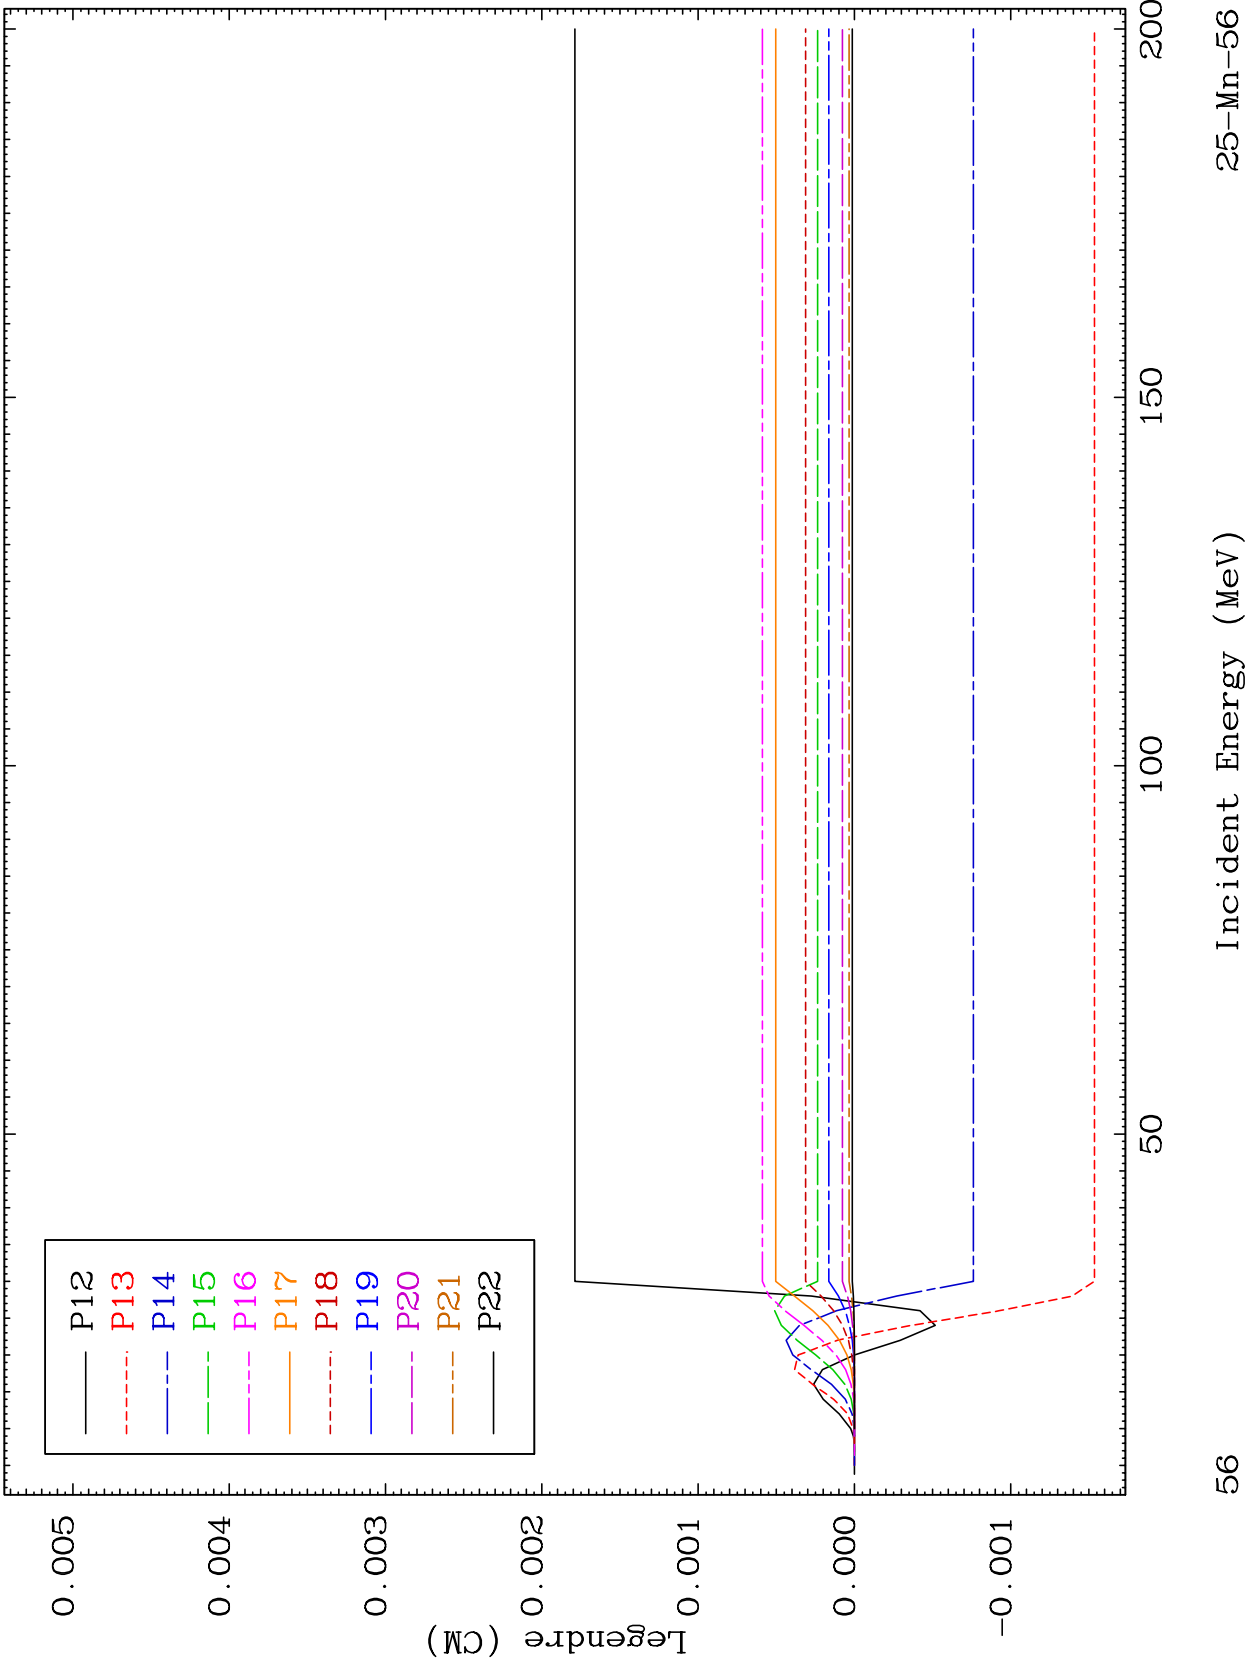 0.005
0.004
0.003
0.002
0.001
0.000
-0.001
Legendre (CM)
P12
P13
P14
P15
P16
P17
P18
P19
P20
P21
P22
50
100
150
200
56
Incident Energy (MeV)
25-Mn-56